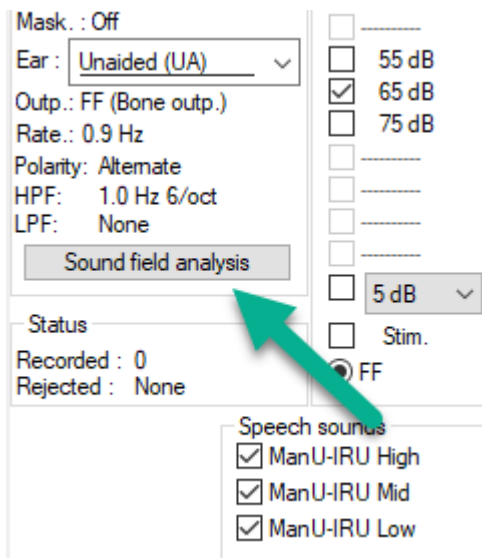 Mask. : Off
Ear : Unaided (UA)
Outp.: FF (Bone outp.)
Rate.: 0.9 Hz
Polarity: Alternate
HPF: 1.0 Hz 6/oct
LPF: None
Sound field analysis
Status
Recorded : 0
Rejected : None
----------
55 dB
65 dB
75 dB
----------
----------
----------
----------
5 dB
Stim.
FF
Speech sounds
ManU-IRU High
ManU-IRU Mid
ManU-IRU Low